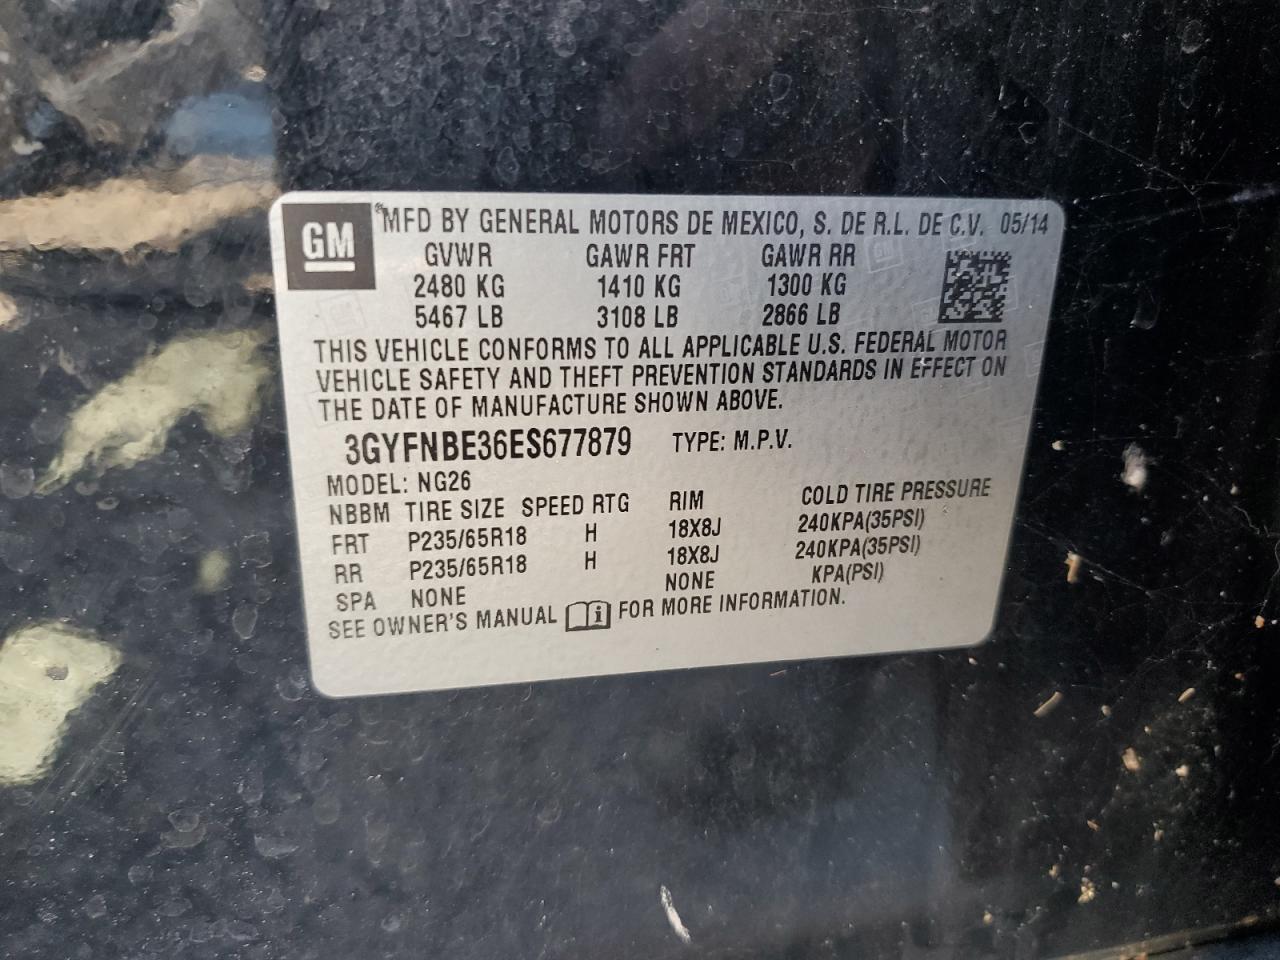 GM
MFD BY GENERAL MOTORS DE MEXICO, S. DE R.L. DE C.V. 05/14
GVWR GAWR FRT GAWR RR
2480 KG 1410 KG 1300 KG
5467 LB 3108 LB 2866 LB
THIS VEHICLE CONFORMS TO ALL APPLICABLE U.S. FEDERAL MOTOR
VEHICLE SAFETY AND THEFT PREVENTION STANDARDS IN EFFECT ON
THE DATE OF MANUFACTURE SHOWN ABOVE.
3GYFNBE36ES677879 TYPE: M.P.V.
MODEL: NG26
NBBM TIRE SIZE SPEED RTG RIM COLD TIRE PRESSURE
FRT P235/65R18 H 18X8J 240KPA(35PSI)
RR P235/65R18 H 18X8J 240KPA(35PSI)
SPA NONE NONE KPA(PSI)
SEE OWNER'S MANUAL i FOR MORE INFORMATION.